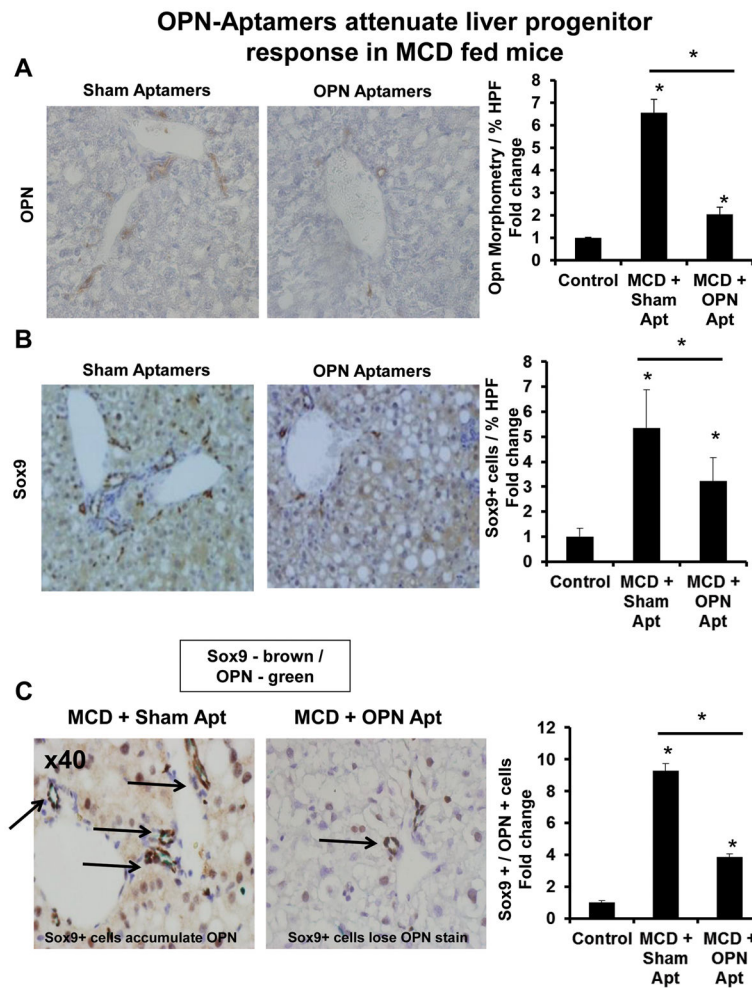 OPN-Aptamers attenuate liver progenitor
response in MCD fed mice
A
Sham Aptamers
OPN Aptamers
OPN
Opn Morphometry / % HPF
Fold change
8
7
6
5
4
3
2
1
0
*
*
*
Control
MCD +
Sham
Apt
MCD +
OPN
Apt
B
Sham Aptamers
OPN Aptamers
Sox9
Sox9+ cells / % HPF
Fold change
8
7
6
5
4
3
2
1
0
*
*
*
Control
MCD +
Sham
Apt
MCD +
OPN
Apt
Sox9 - brown /
OPN - green
C
MCD + Sham Apt
MCD + OPN Apt
x40
Sox9+ cells accumulate OPN
Sox9+ cells lose OPN stain
Sox9 + / OPN + cells
Fold change
12
10
8
6
4
2
0
*
*
*
Control
MCD +
Sham
Apt
MCD +
OPN
Apt